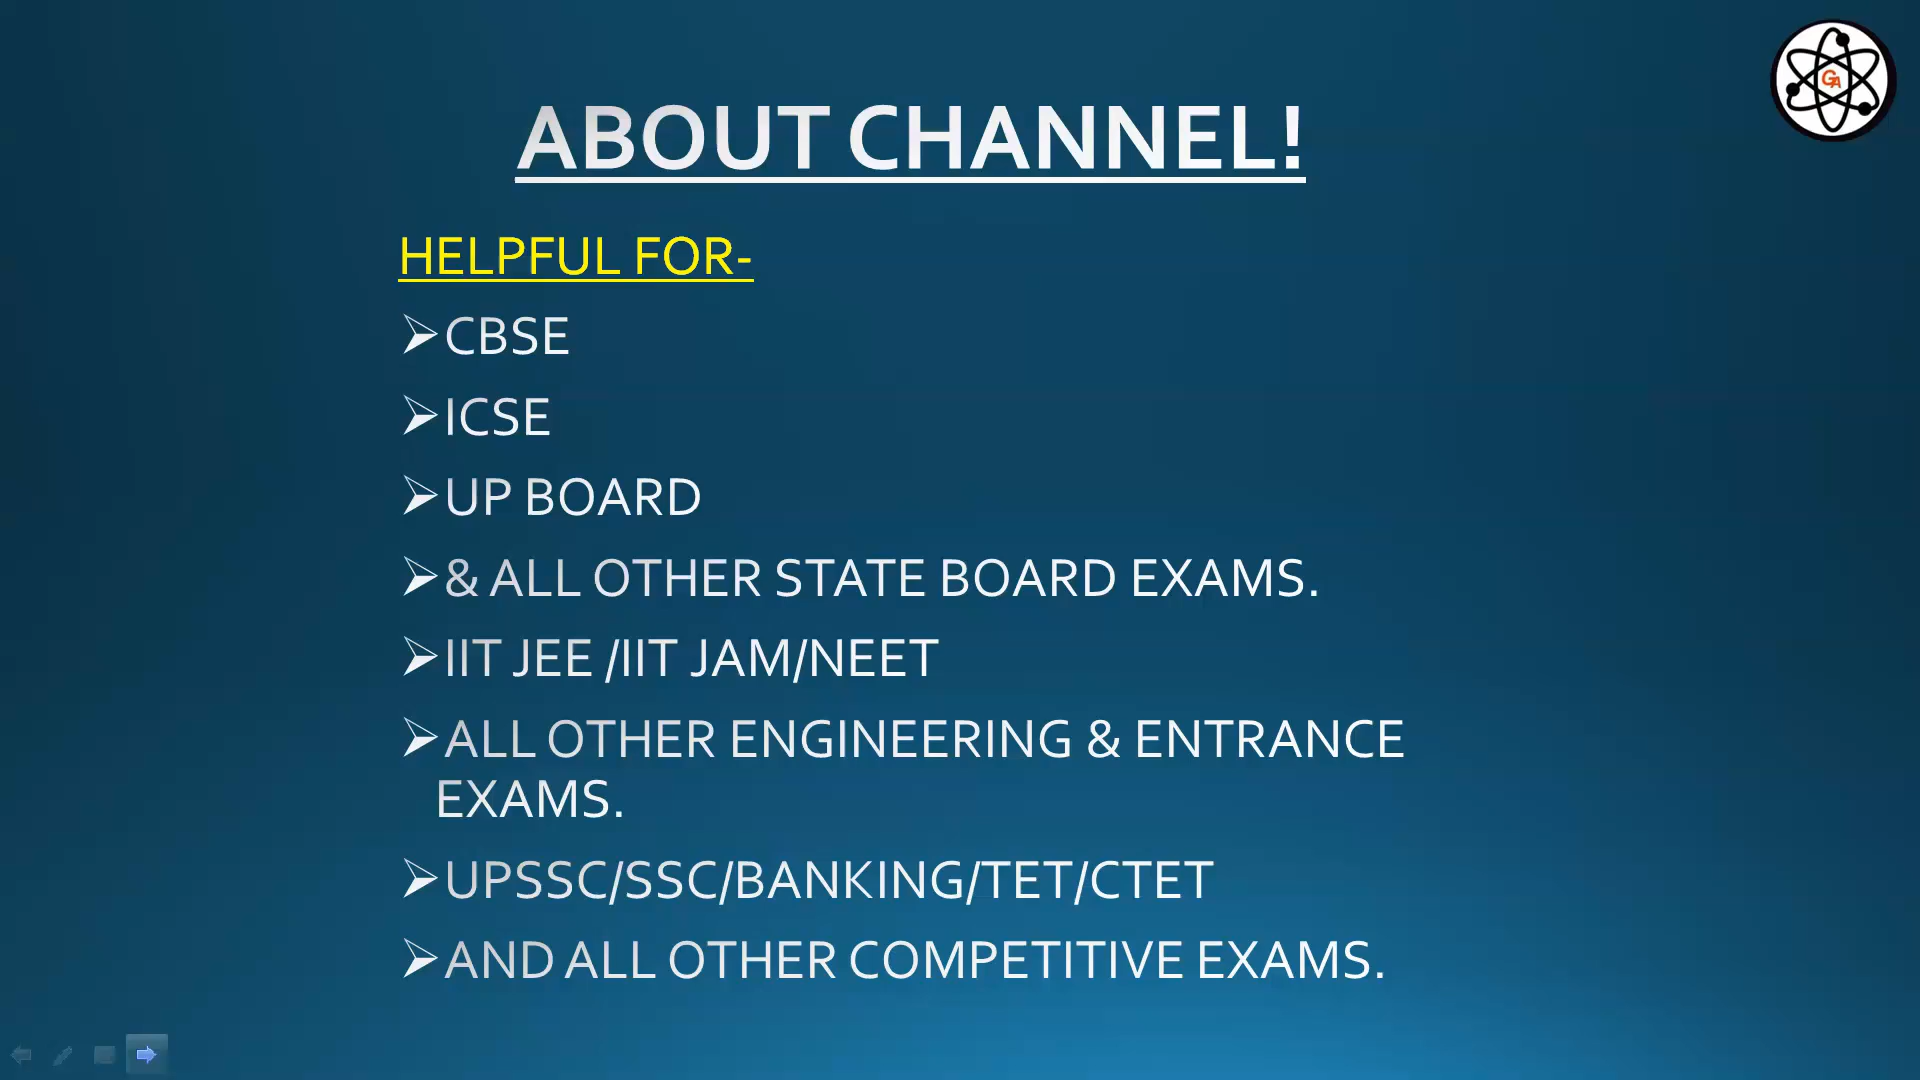 GA
ABOUT CHANNEL!
HELPFUL FOR-
➢CBSE
➢ICSE
➢UP BOARD
➢& ALL OTHER STATE BOARD EXAMS.
➢IIT JEE /IIT JAM/NEET
➢ALL OTHER ENGINEERING & ENTRANCE
EXAMS.
➢UPSSC/SSC/BANKING/TET/CTET
➢AND ALL OTHER COMPETITIVE EXAMS.